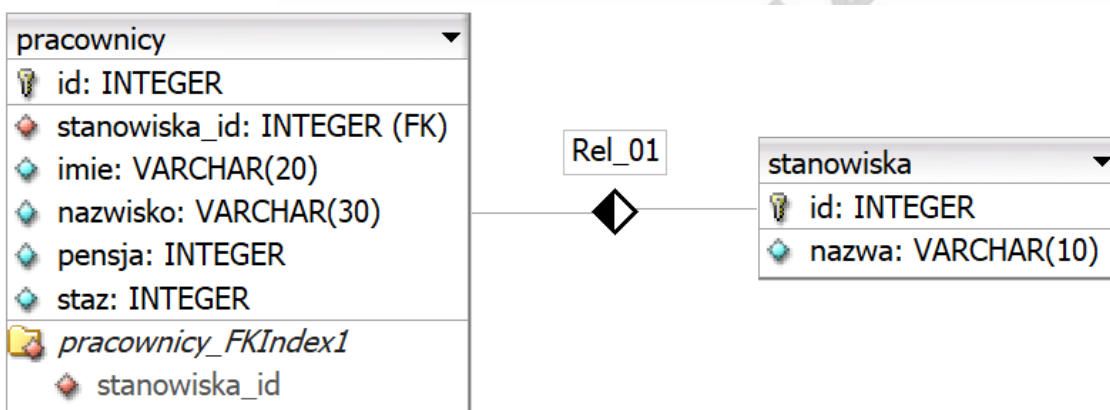 pracownicy
id: INTEGER
stanowiska_id: INTEGER (FK)
imie: VARCHAR(20)
nazwisko: VARCHAR(30)
pensja: INTEGER
staz: INTEGER
pracownicy_FKIndex1
stanowiska_id
Rel_01
stanowiska
id: INTEGER
nazwa: VARCHAR(10)